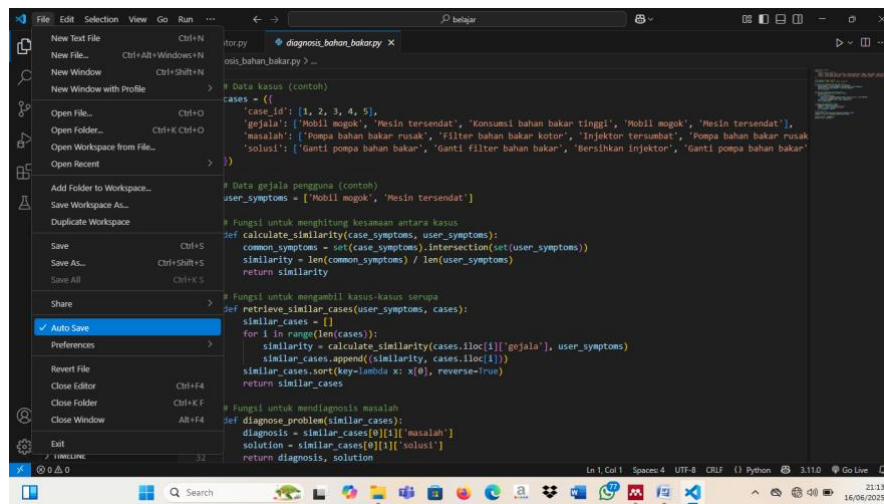 File Edit Selection View Go Run ···
belajar
New Text File Ctrl+N
New File... Ctrl+Alt+Windows+N
New Window Ctrl+Shift+N
New Window with Profile
Open File... Ctrl+O
Open Folder... Ctrl+K Ctrl+O
Open Workspace from File...
Open Recent
Add Folder to Workspace...
Save Workspace As...
Duplicate Workspace
Save Ctrl+S
Save As... Ctrl+Shift+S
Save All Ctrl+K S
Share
Auto Save
Preferences
Revert File
Close Editor Ctrl+F4
Close Folder Ctrl+K F
Close Window Alt+F4
Exit
TIMELINE
tor.py diagnosis_bahan_bakar.py
osis_bahan_bakar.py > ...
# Data kasus (contoh)
cases = ({
'case_id': [1, 2, 3, 4, 5],
'gejala': ['Mobil mogok', 'Mesin tersendat', 'Konsumsi bahan bakar tinggi', 'Mobil mogok', 'Mesin tersendat'],
'masalah': ['Pompa bahan bakar rusak', 'Filter bahan bakar kotor', 'Injektor tersumbat', 'Pompa bahan bakar rusak
'solusi': ['Ganti pompa bahan bakar', 'Ganti filter bahan bakar', 'Bersihkan injektor', 'Ganti pompa bahan bakar'
})
# Data gejala pengguna (contoh)
user_symptoms = ['Mobil mogok', 'Mesin tersendat']
# Fungsi untuk menghitung kesamaan antara kasus
def calculate_similarity(case_symptoms, user_symptoms):
common_symptoms = set(case_symptoms).intersection(set(user_symptoms))
similarity = len(common_symptoms) / len(user_symptoms)
return similarity
# Fungsi untuk mengambil kasus-kasus serupa
def retrieve_similar_cases(user_symptoms, cases):
similar_cases = []
for i in range(len(cases)):
similarity = calculate_similarity(cases.iloc[i]['gejala'], user_symptoms)
similar_cases.append((similarity, cases.iloc[i]))
similar_cases.sort(key=lambda x: x[0], reverse=True)
return similar_cases
# Fungsi untuk mendiagnosis masalah
def diagnose_problem(similar_cases):
diagnosis = similar_cases[0][1]['masalah']
solution = similar_cases[0][1]['solusi']
32 return diagnosis, solution
0 0 Ln 1, Col 1 Spaces: 4 UTF-8 CRLF {} Python 3.11.0 Go Live
Search
21:13
16/06/2025